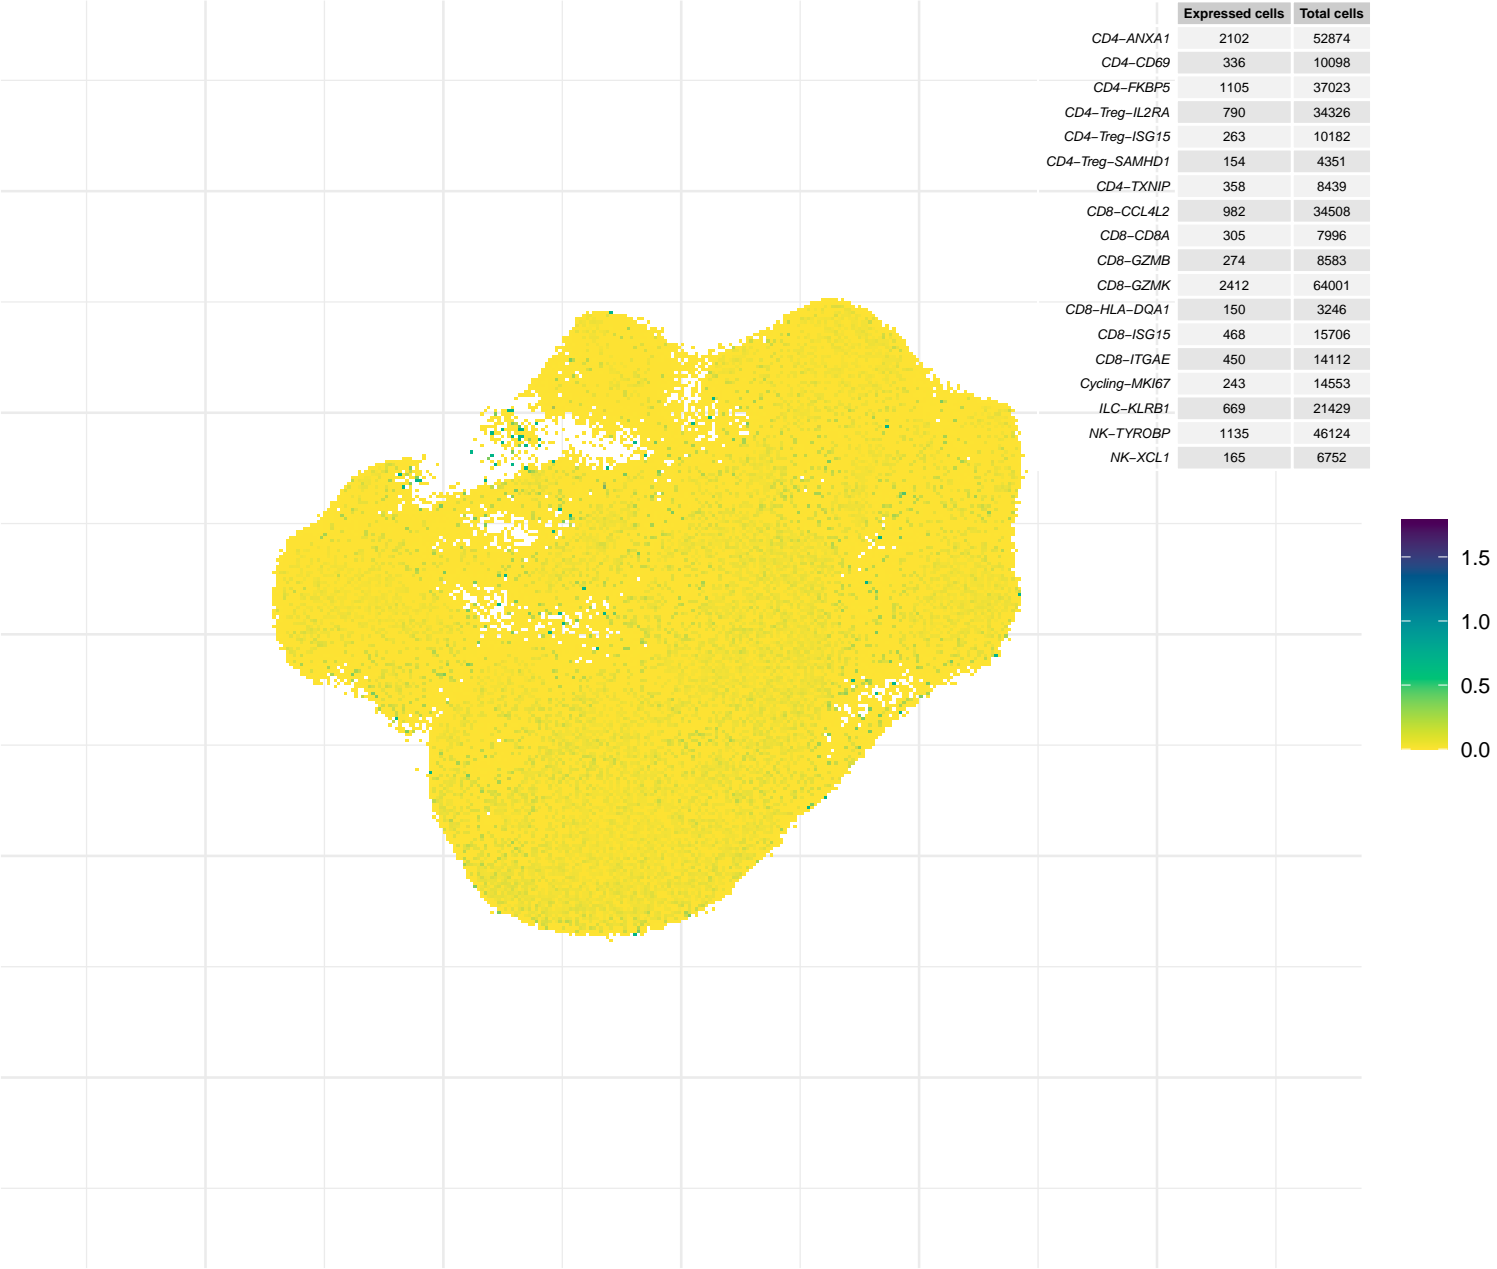 Expressed cells Total cells
CD4−ANXA1 2102 52874
CD4−CD69 336 10098
CD4−FKBP5 1105 37023
CD4−Treg−IL2RA 790 34326
CD4−Treg−ISG15 263 10182
CD4−Treg−SAMHD1 154 4351
CD4−TXNIP 358 8439
CD8−CCL4L2 982 34508
CD8−CD8A 305 7996
CD8−GZMB 274 8583
CD8−GZMK 2412 64001
CD8−HLA−DQA1 150 3246
CD8−ISG15 468 15706
CD8−ITGAE 450 14112
Cycling−MKI67 243 14553
ILC−KLRB1 669 21429
NK−TYROBP 1135 46124
NK−XCL1 165 6752
1.5
1.0
0.5
0.0